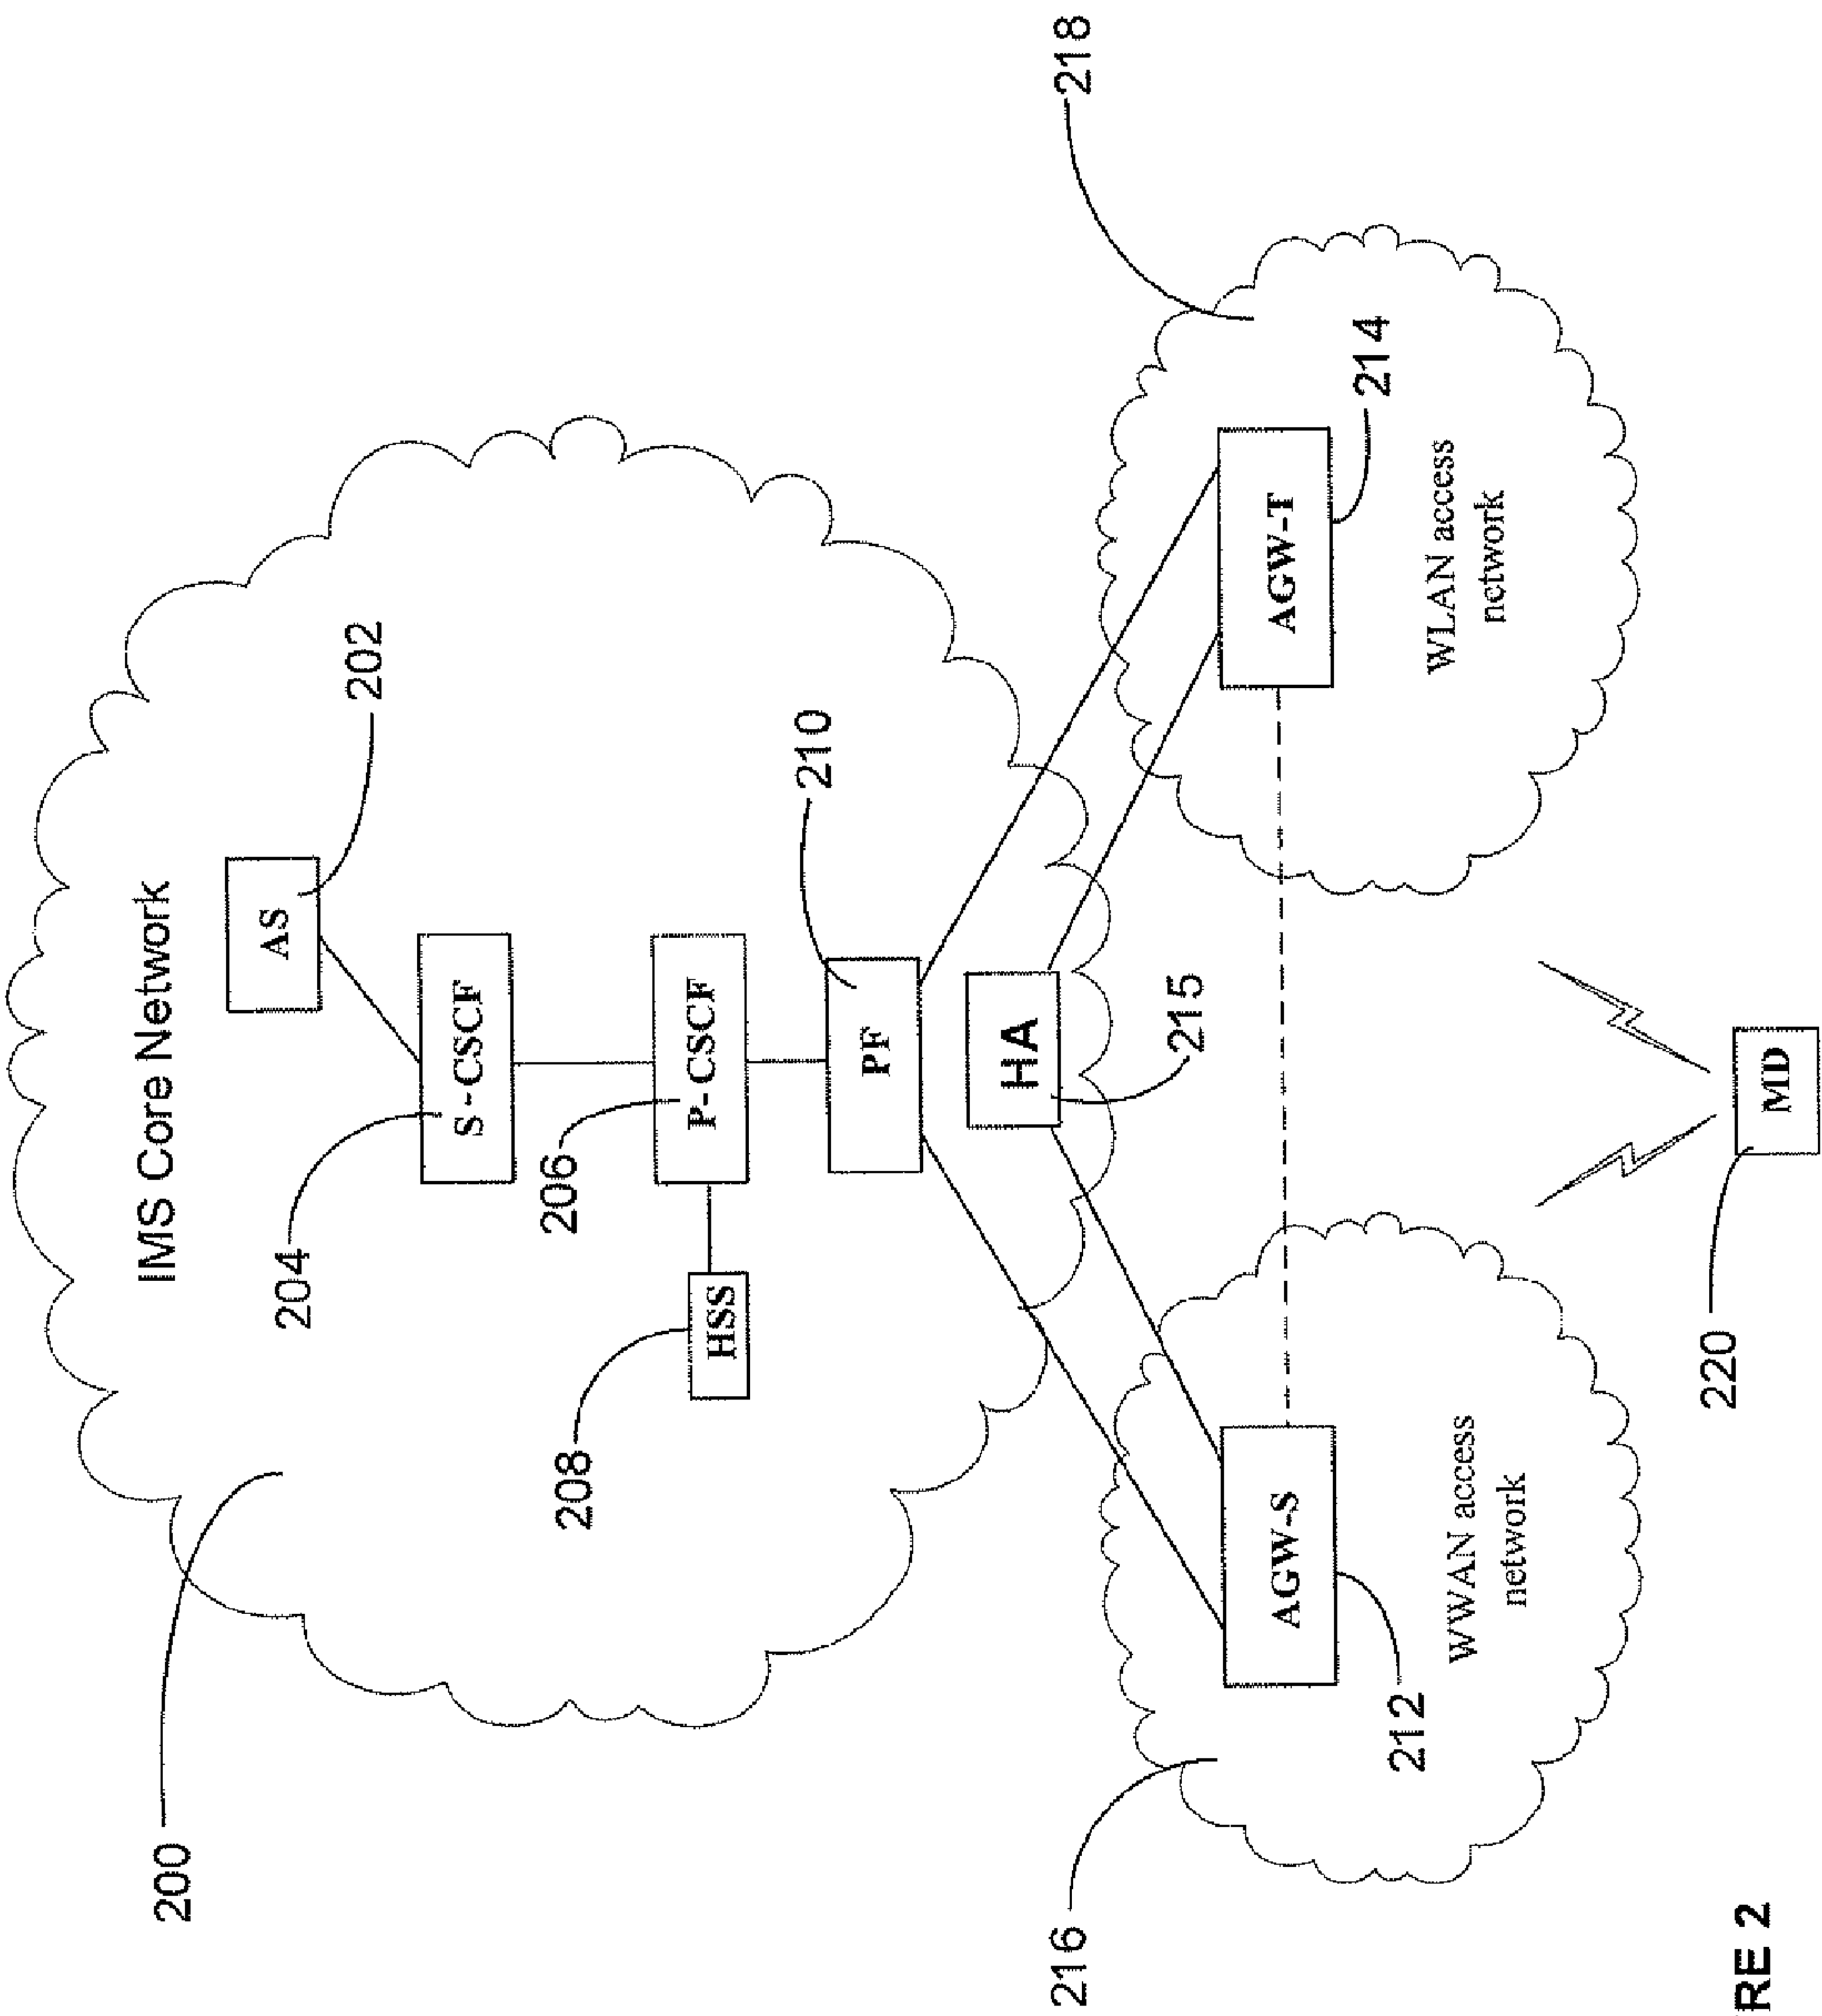 IMS Core Network
200
AS
202
S-CSCF
204
P-CSCF
206
HSS
208
PF
210
HA
215
216
218
AGW-S
212
WWAN access
network
AGW-T
214
WLAN access
network
MD
220
RE 2